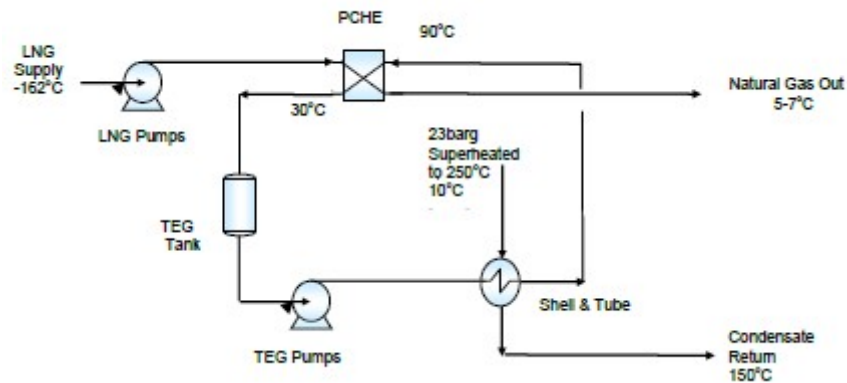 PCHE
90°C
LNG
Supply
-162°C
LNG Pumps
30°C
Natural Gas Out
5-7°C
23barg
Superheated
to 250°C
10°C
TEG
Tank
Shell & Tube
TEG Pumps
Condensate
Return
150°C